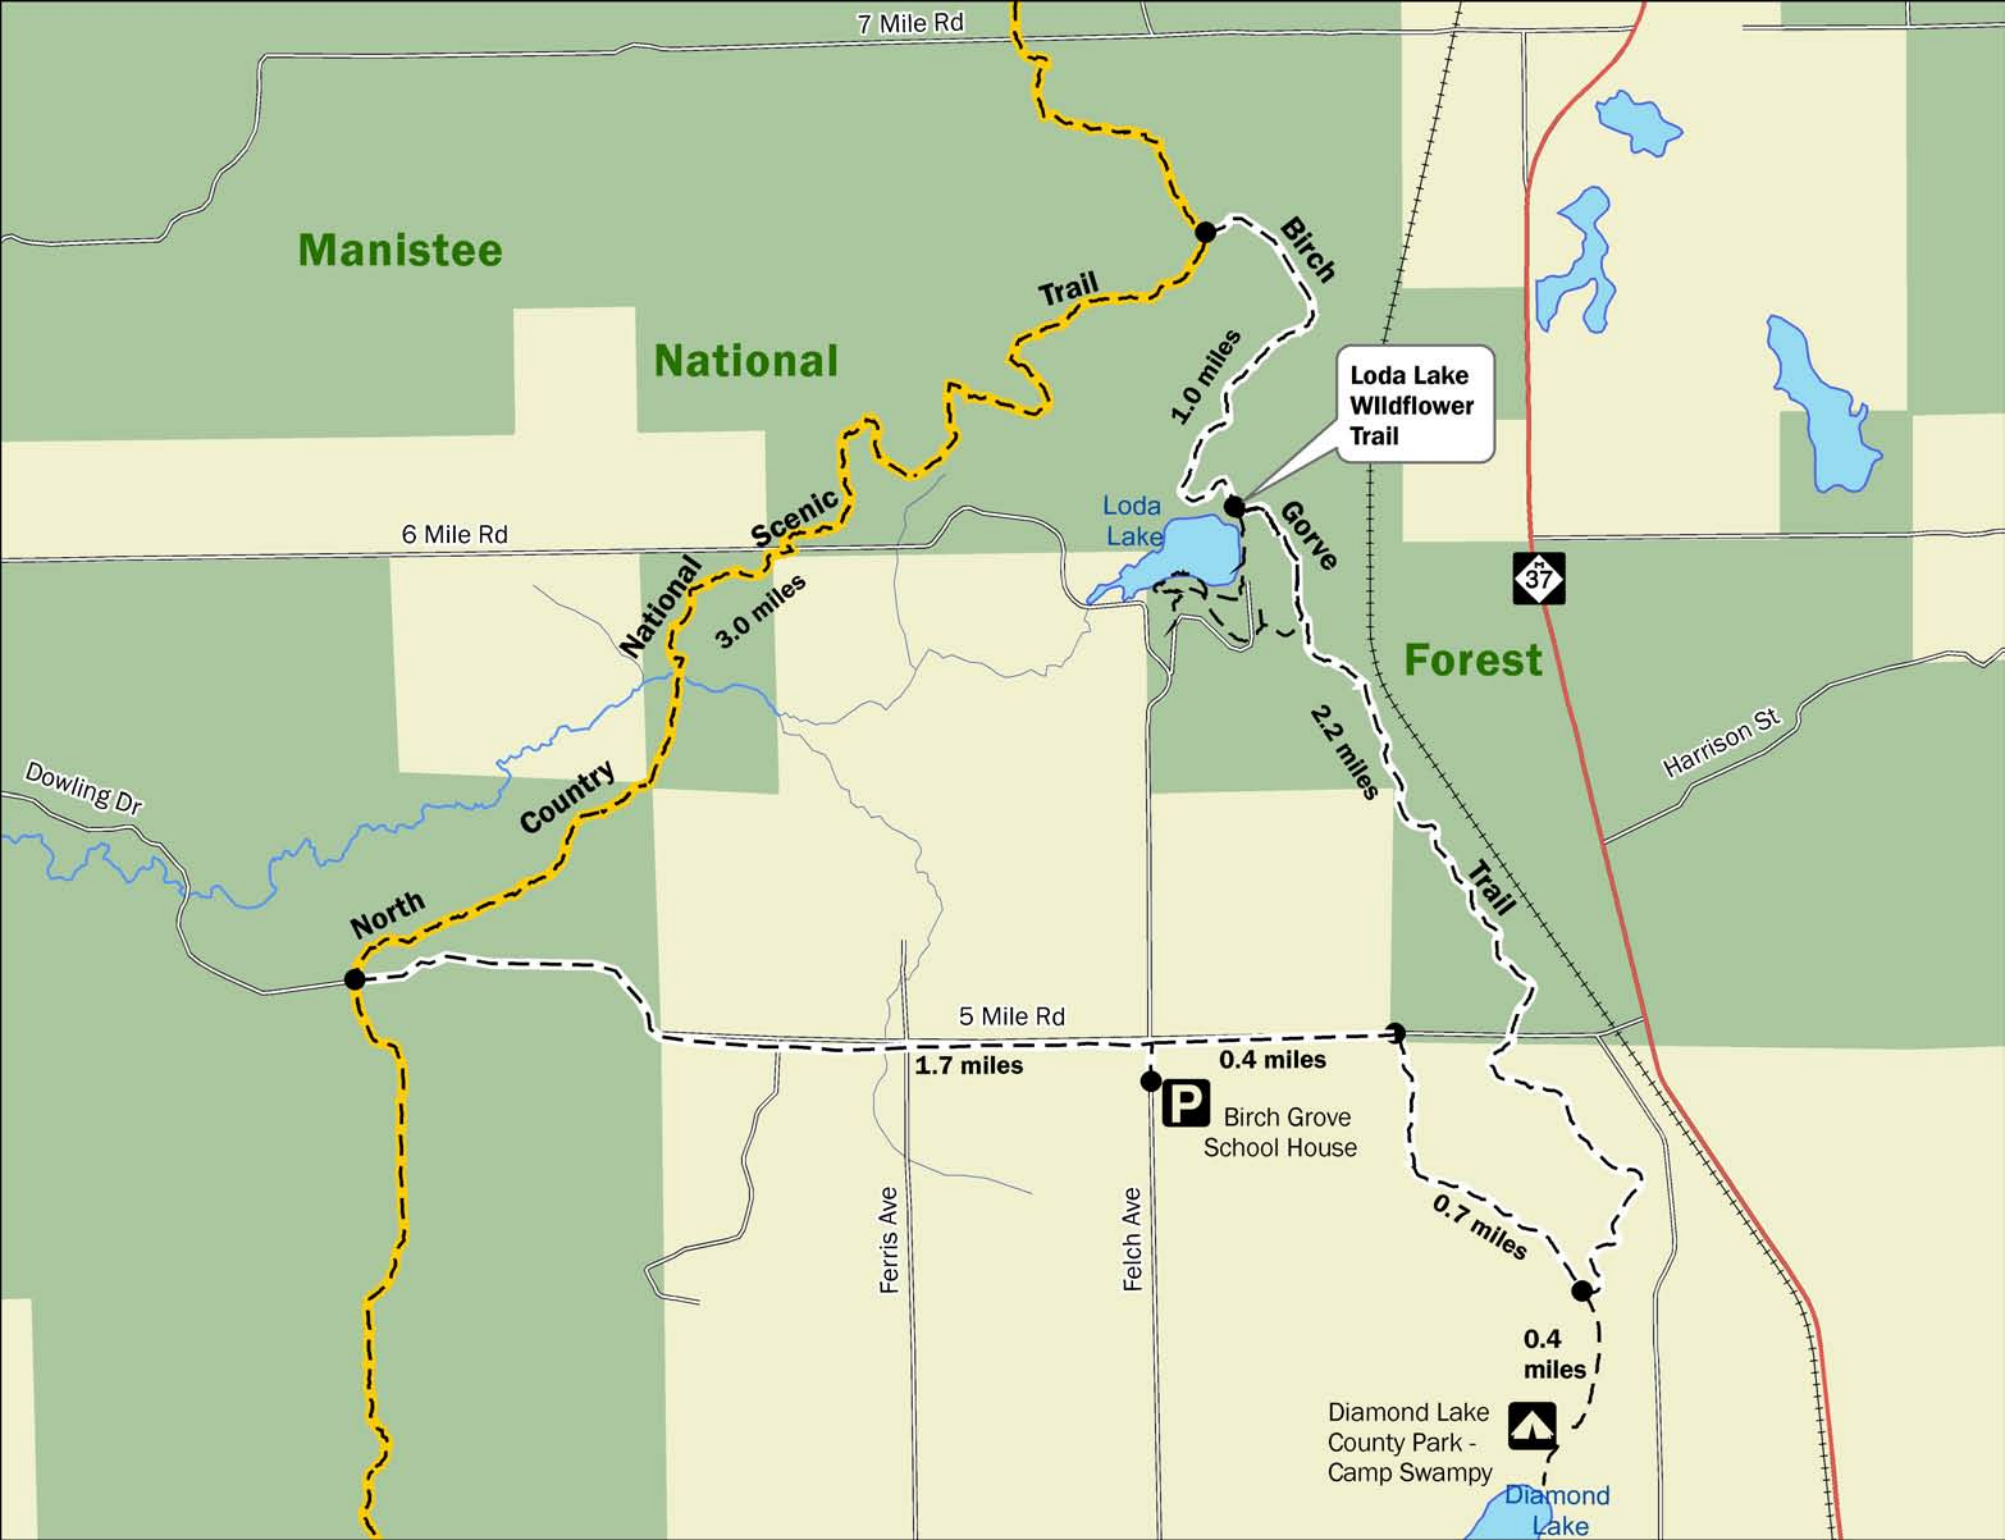 7 Mile Rd
Manistee
Birch
Trail
National
1.0 miles
Loda Lake
WIldflower
Trail
Scenic
Loda
Lake
Gorve
6 Mile Rd
M
37
National
3.0 miles
Forest
2.2 miles
Harrison St
Dowling Dr
Country
Trail
North
5 Mile Rd
1.7 miles
0.4 miles
P
Birch Grove
School House
Ferris Ave
Felch Ave
0.7 miles
0.4
miles
Diamond Lake
County Park -
Camp Swampy
Diamond
Lake